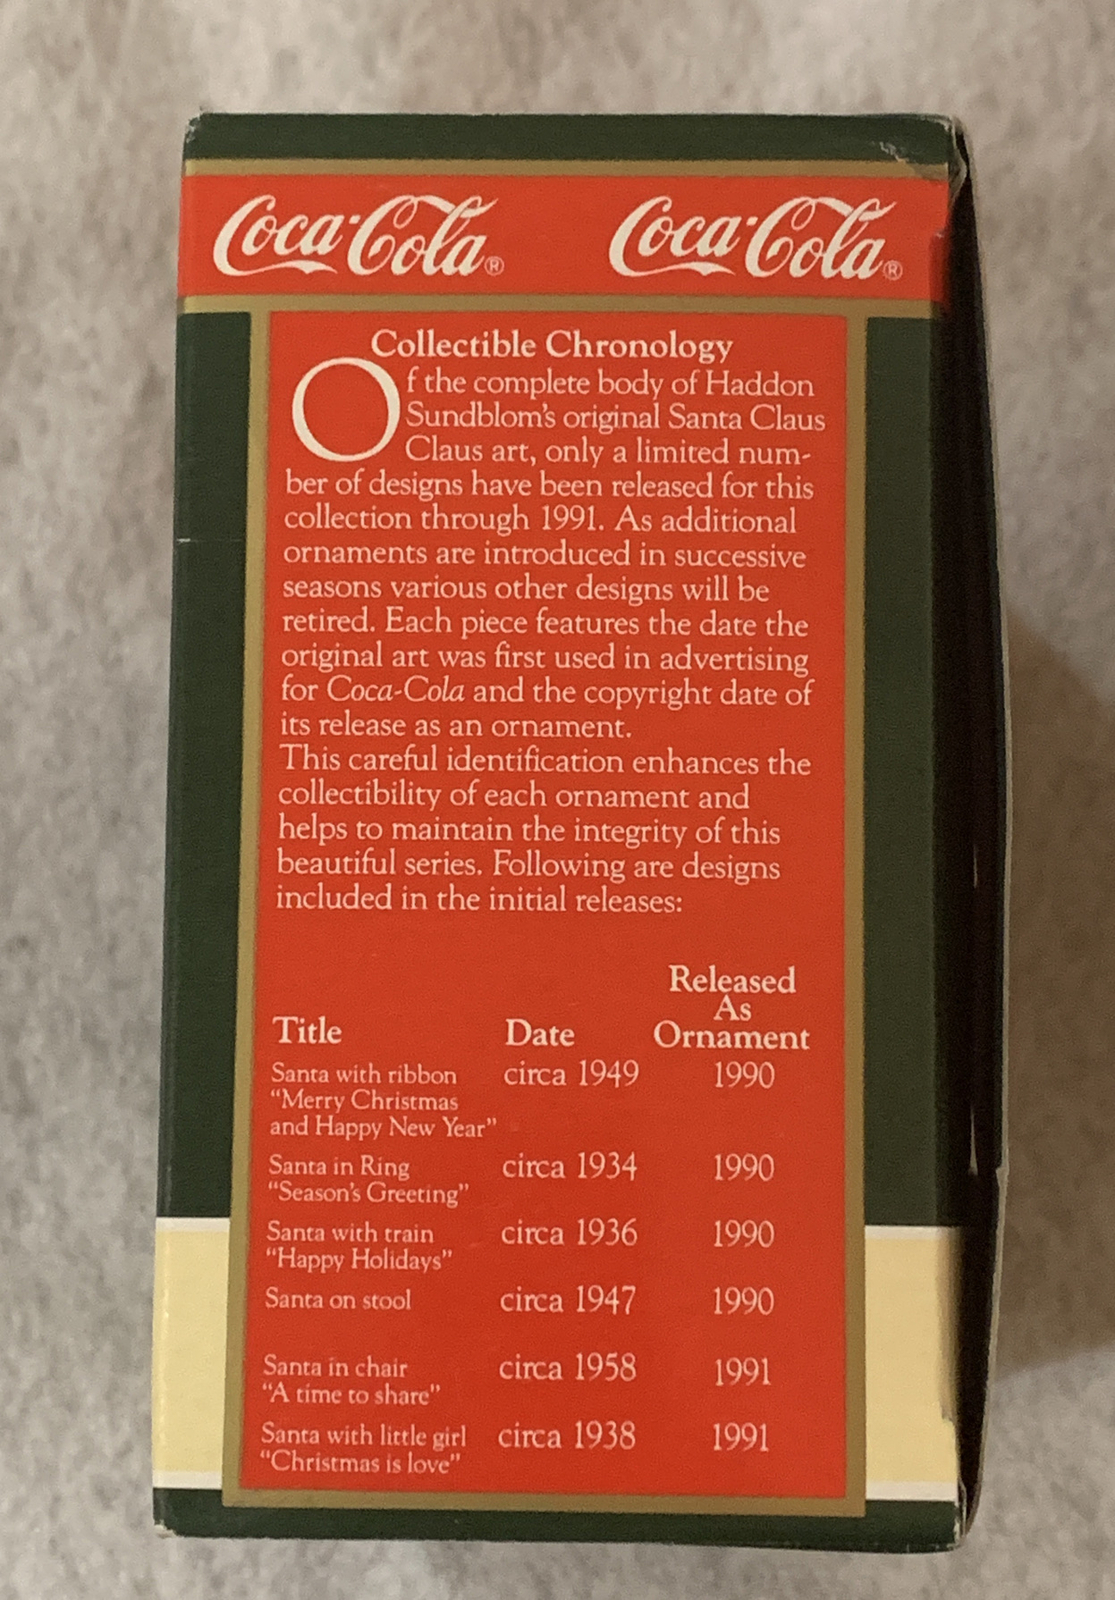 Coca-Cola® Coca-Cola®
Collectible Chronology
Of the complete body of Haddon
Sundblom's original Santa Claus
Claus art, only a limited num-
ber of designs have been released for this
collection through 1991. As additional
ornaments are introduced in successive
seasons various other designs will be
retired. Each piece features the date the
original art was first used in advertising
for Coca-Cola and the copyright date of
its release as an ornament.
This careful identification enhances the
collectibility of each ornament and
helps to maintain the integrity of this
beautiful series. Following are designs
included in the initial releases:
Released
As
Title Date Ornament
Santa with ribbon circa 1949 1990
“Merry Christmas
and Happy New Year”
Santa in Ring circa 1934 1990
“Season's Greeting”
Santa with train circa 1936 1990
“Happy Holidays”
Santa on stool circa 1947 1990
Santa in chair circa 1958 1991
“A time to share”
Santa with little girl circa 1938 1991
“Christmas is love”